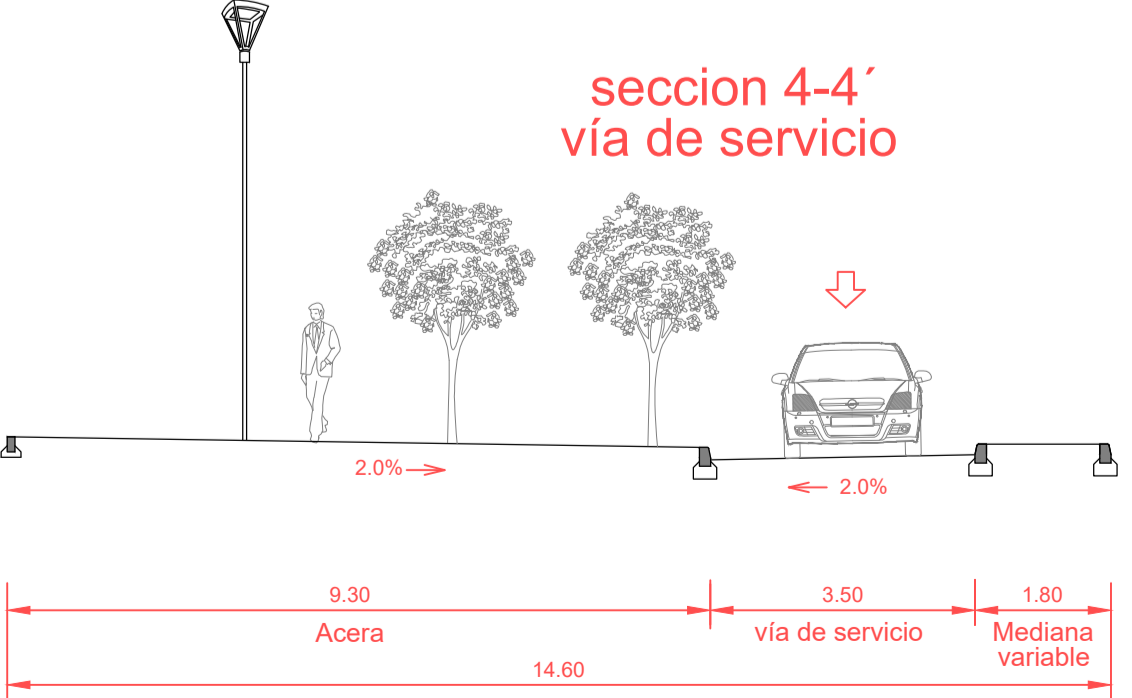 seccion 4-4´
vía de servicio
2.0%
2.0%
9.30
3.50
1.80
Acera
vía de servicio
Mediana
variable
14.60